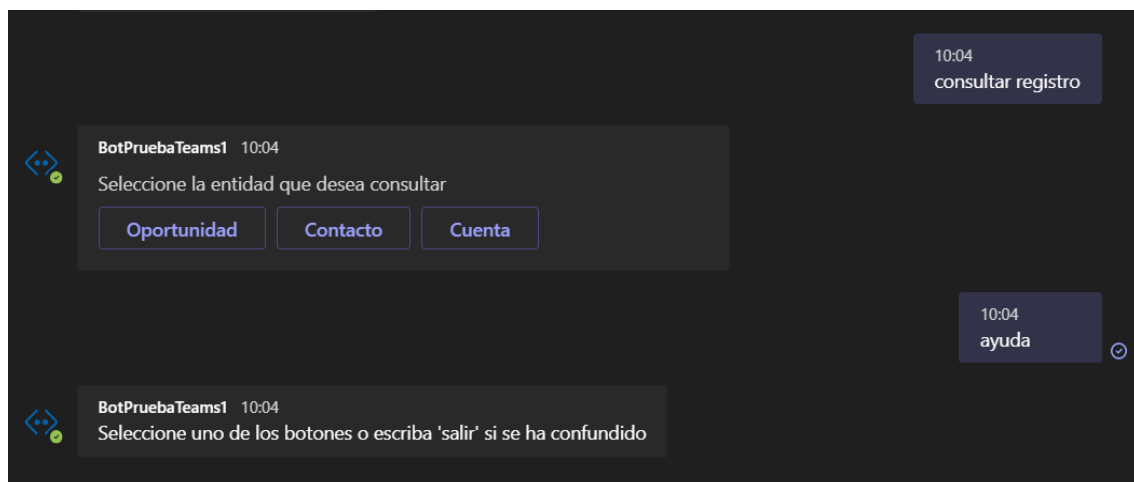 10:04
consultar registro
BotPruebaTeams1 10:04
Seleccione la entidad que desea consultar
Oportunidad Contacto Cuenta
10:04
ayuda
BotPruebaTeams1 10:04
Seleccione uno de los botones o escriba 'salir' si se ha confundido